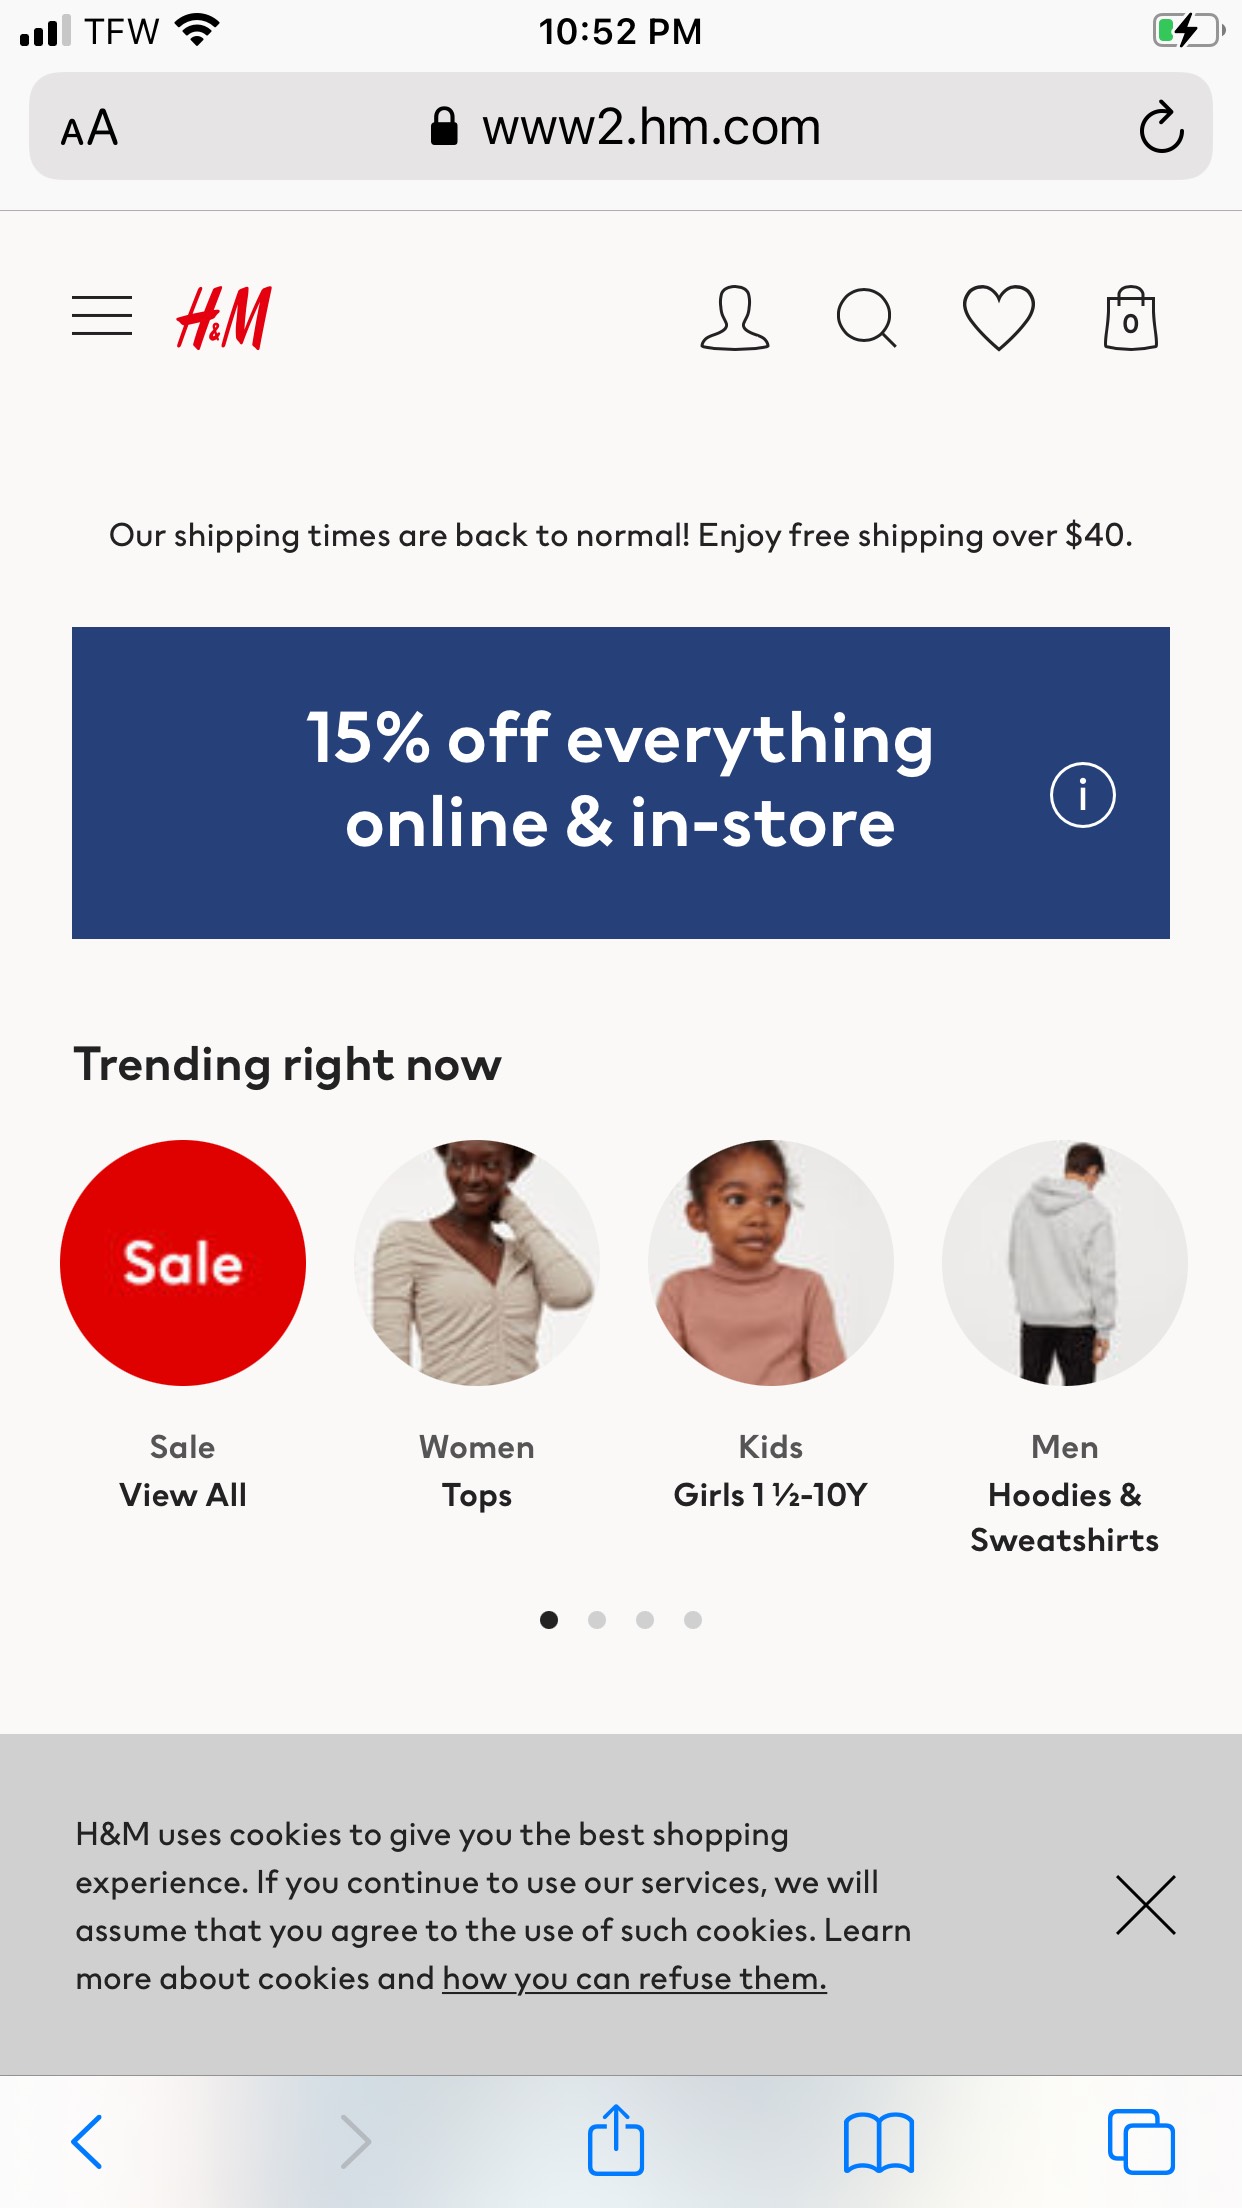 TFW 10:52 PM
AA www2.hm.com
H&M 0
Our shipping times are back to normal! Enjoy free shipping over $40.
15% off everything
online & in-store
i
Trending right now
Sale
Sale Women Kids Men
View All Tops Girls 1 ½-10Y Hoodies &
Sweatshirts
H&M uses cookies to give you the best shopping
experience. If you continue to use our services, we will
assume that you agree to the use of such cookies. Learn
more about cookies and how you can refuse them.